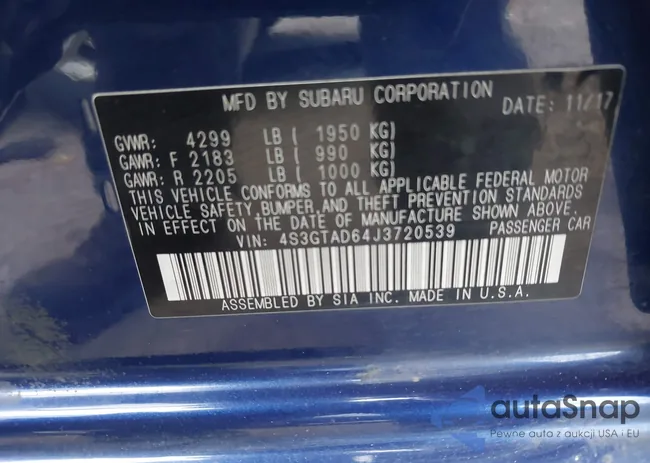 MFD BY SUBARU CORPORATION DATE: 11/17
GVWR: 4299 LB ( 1950 KG)
GAWR: F 2183 LB ( 990 KG)
GAWR: R 2205 LB ( 1000 KG)
THIS VEHICLE CONFORMS TO ALL APPLICABLE FEDERAL MOTOR
VEHICLE SAFETY, BUMPER, AND THEFT PREVENTION STANDARDS
IN EFFECT ON THE DATE OF MANUFACTURE SHOWN ABOVE.
VIN: 4S3GTAD64J3720539 PASSENGER CAR
ASSEMBLED BY SIA INC. MADE IN U.S.A.
autoSnap
Pewne auta z aukcji USA i EU